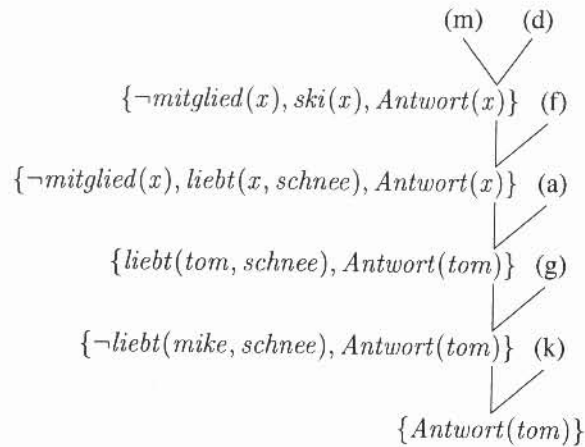 (m) (d)
{¬mitglied(x), ski(x), Antwort(x)} (f)
{¬mitglied(x), liebt(x, schnee), Antwort(x)} (a)
{liebt(tom, schnee), Antwort(tom)} (g)
{¬liebt(mike, schnee), Antwort(tom)} (k)
{Antwort(tom)}